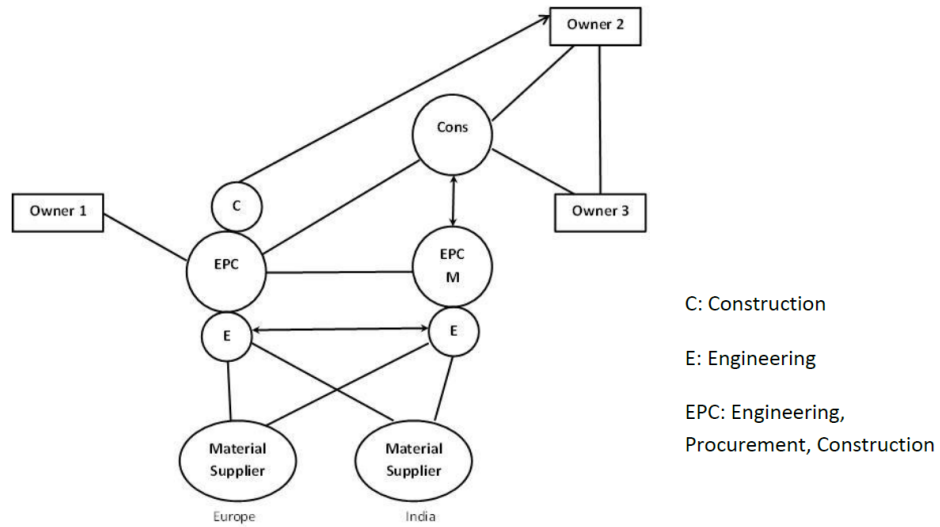 Owner 2
Cons
Owner 1
C
Owner 3
EPC
EPC
M
E
E
C: Construction
E: Engineering
EPC: Engineering,
Procurement, Construction
Material
Supplier
Material
Supplier
Europe
India